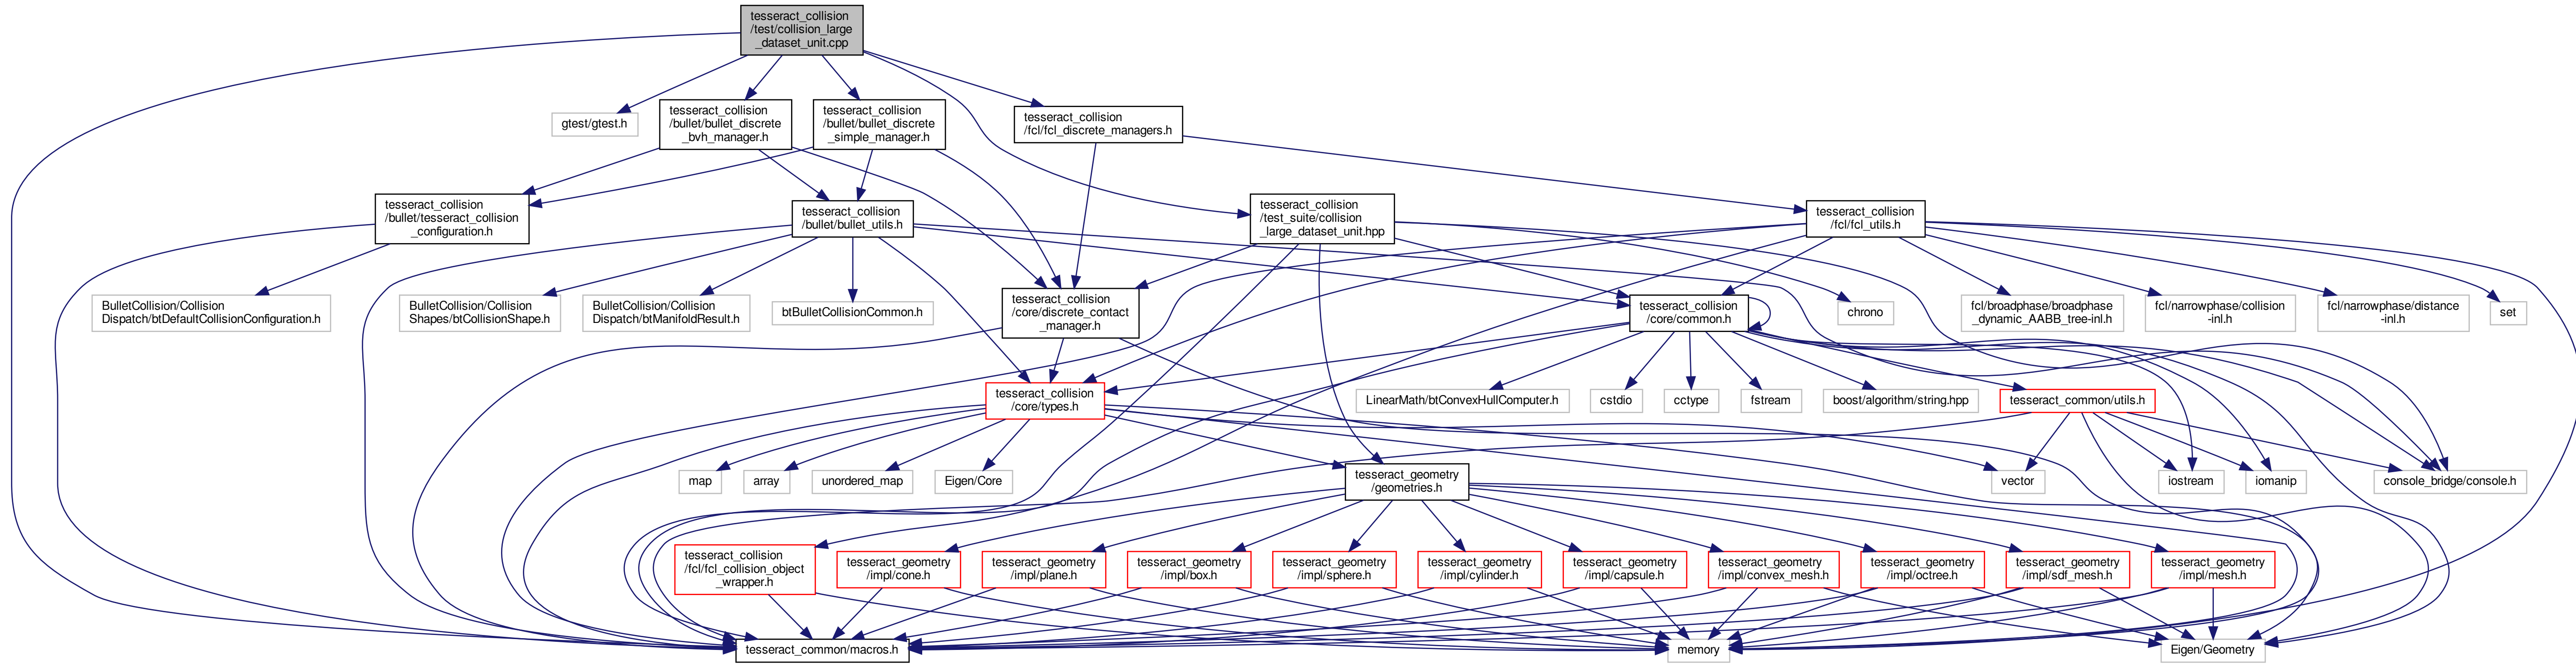 tesseract_collision
/test/collision_large
_dataset_unit.cpp
gtest/gtest.h
tesseract_collision
/bullet/bullet_discrete
_bvh_manager.h
tesseract_collision
/bullet/bullet_discrete
_simple_manager.h
tesseract_collision
/fcl/fcl_discrete_managers.h
tesseract_collision
/bullet/tesseract_collision
_configuration.h
tesseract_collision
/bullet/bullet_utils.h
tesseract_collision
/test_suite/collision
_large_dataset_unit.hpp
tesseract_collision
/fcl/fcl_utils.h
BulletCollision/Collision
Dispatch/btDefaultCollisionConfiguration.h
BulletCollision/Collision
Shapes/btCollisionShape.h
BulletCollision/Collision
Dispatch/btManifoldResult.h
btBulletCollisionCommon.h
tesseract_collision
/core/discrete_contact
_manager.h
tesseract_collision
/core/common.h
chrono
fcl/broadphase/broadphase
_dynamic_AABB_tree-inl.h
fcl/narrowphase/collision
-inl.h
fcl/narrowphase/distance
-inl.h
set
tesseract_collision
/core/types.h
LinearMath/btConvexHullComputer.h
cstdio
cctype
fstream
boost/algorithm/string.hpp
tesseract_common/utils.h
map
array
unordered_map
Eigen/Core
tesseract_geometry
/geometries.h
vector
iostream
iomanip
console_bridge/console.h
tesseract_collision
/fcl/fcl_collision_object
_wrapper.h
tesseract_geometry
/impl/cone.h
tesseract_geometry
/impl/plane.h
tesseract_geometry
/impl/box.h
tesseract_geometry
/impl/sphere.h
tesseract_geometry
/impl/cylinder.h
tesseract_geometry
/impl/capsule.h
tesseract_geometry
/impl/convex_mesh.h
tesseract_geometry
/impl/octree.h
tesseract_geometry
/impl/sdf_mesh.h
tesseract_geometry
/impl/mesh.h
tesseract_common/macros.h
memory
Eigen/Geometry